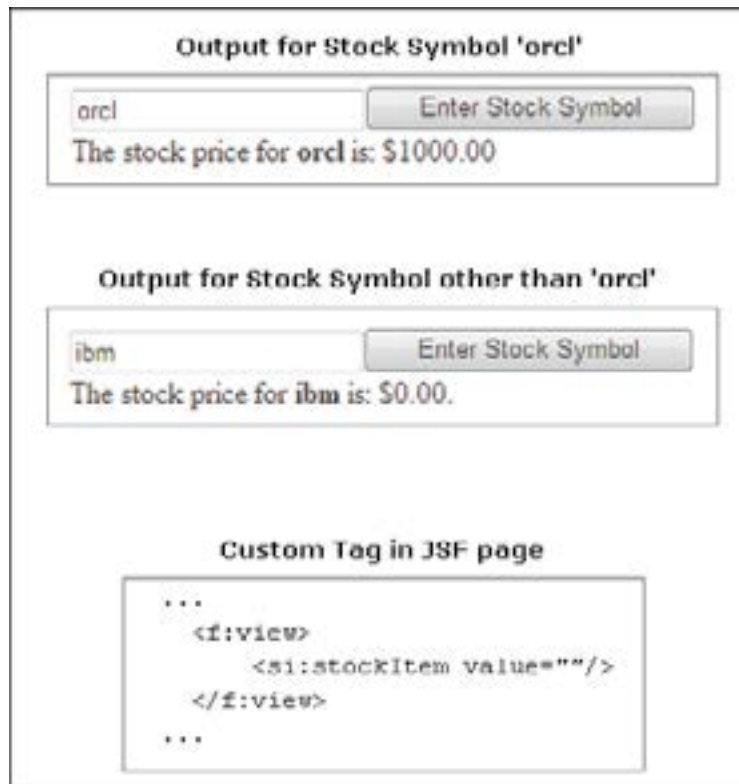 Output for Stock Symbol 'orcl'
orcl Enter Stock Symbol
The stock price for orcl is: $1000.00
Output for Stock Symbol other than 'orcl'
ibm Enter Stock Symbol
The stock price for ibm is: $0.00.
Custom Tag in JSF page
...
<f:view>
<si:stockItem value=""/>
</f:view>
...